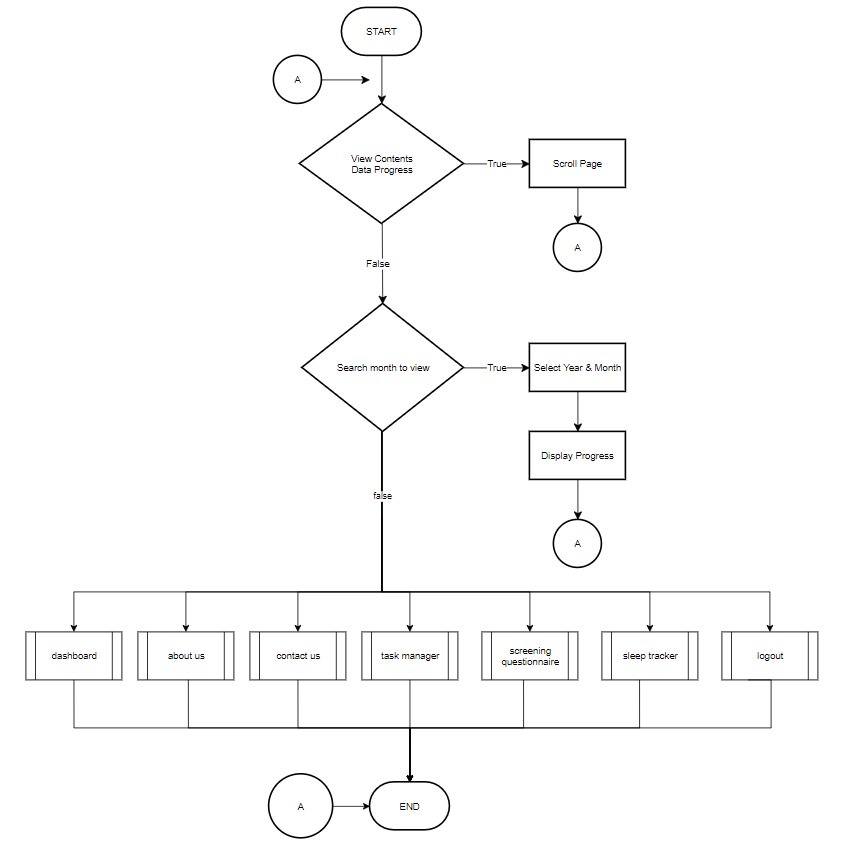 START
A
View Contents
Data Progress
True
Scroll Page
A
False
Search month to view
True
Select Year & Month
Display Progress
false
A
dashboard
about us
contact us
task manager
screening
questionnaire
sleep tracker
logout
A
END